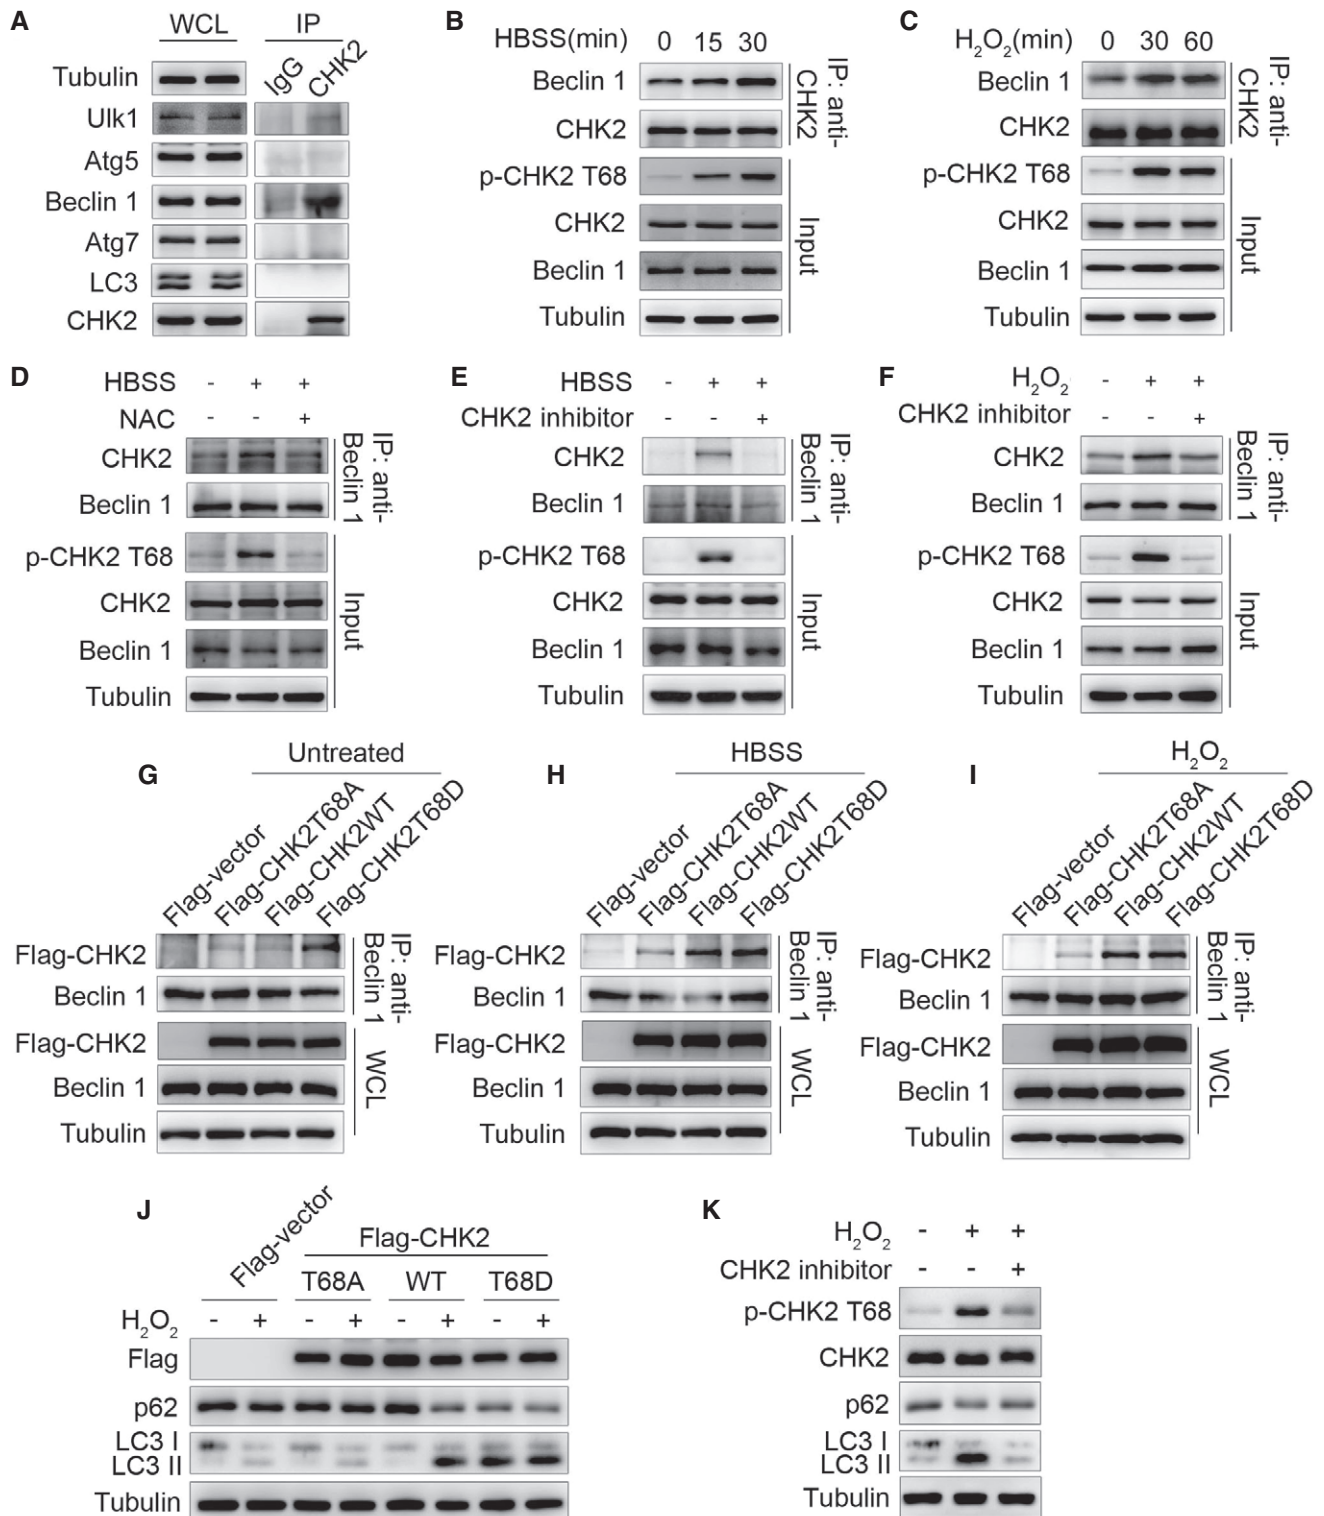 A
WCL IP
IgG CHK2
Tubulin
Ulk1
Atg5
Beclin 1
Atg7
LC3
CHK2
B
HBSS(min) 0 15 30
Beclin 1
CHK2
IP: anti-
CHK2
p-CHK2 T68
CHK2
Beclin 1
Tubulin
Input
C
H2O2(min) 0 30 60
Beclin 1
CHK2
IP: anti-
CHK2
p-CHK2 T68
CHK2
Beclin 1
Tubulin
Input
D
HBSS - + +
NAC - - +
CHK2
Beclin 1
IP: anti-
Beclin 1
p-CHK2 T68
CHK2
Beclin 1
Tubulin
Input
E
HBSS - + +
CHK2 inhibitor - - +
CHK2
Beclin 1
IP: anti-
Beclin 1
p-CHK2 T68
CHK2
Beclin 1
Tubulin
Input
F
H2O2 - + +
CHK2 inhibitor - - +
CHK2
Beclin 1
IP: anti-
Beclin 1
p-CHK2 T68
CHK2
Beclin 1
Tubulin
Input
G
Untreated
Flag-vector
Flag-CHK2T68A
Flag-CHK2WT
Flag-CHK2T68D
Flag-CHK2
Beclin 1
IP: anti-
Beclin 1
Flag-CHK2
Beclin 1
Tubulin
WCL
H
HBSS
Flag-vector
Flag-CHK2T68A
Flag-CHK2WT
Flag-CHK2T68D
Flag-CHK2
Beclin 1
IP: anti-
Beclin 1
Flag-CHK2
Beclin 1
Tubulin
WCL
I
H2O2
Flag-vector
Flag-CHK2T68A
Flag-CHK2WT
Flag-CHK2T68D
Flag-CHK2
Beclin 1
IP: anti-
Beclin 1
Flag-CHK2
Beclin 1
Tubulin
WCL
J
Flag-vector
Flag-CHK2
T68A WT T68D
H2O2 - + - + - + - +
Flag
p62
LC3 I
LC3 II
Tubulin
K
H2O2 - + +
CHK2 inhibitor - - +
p-CHK2 T68
CHK2
p62
LC3 I
LC3 II
Tubulin